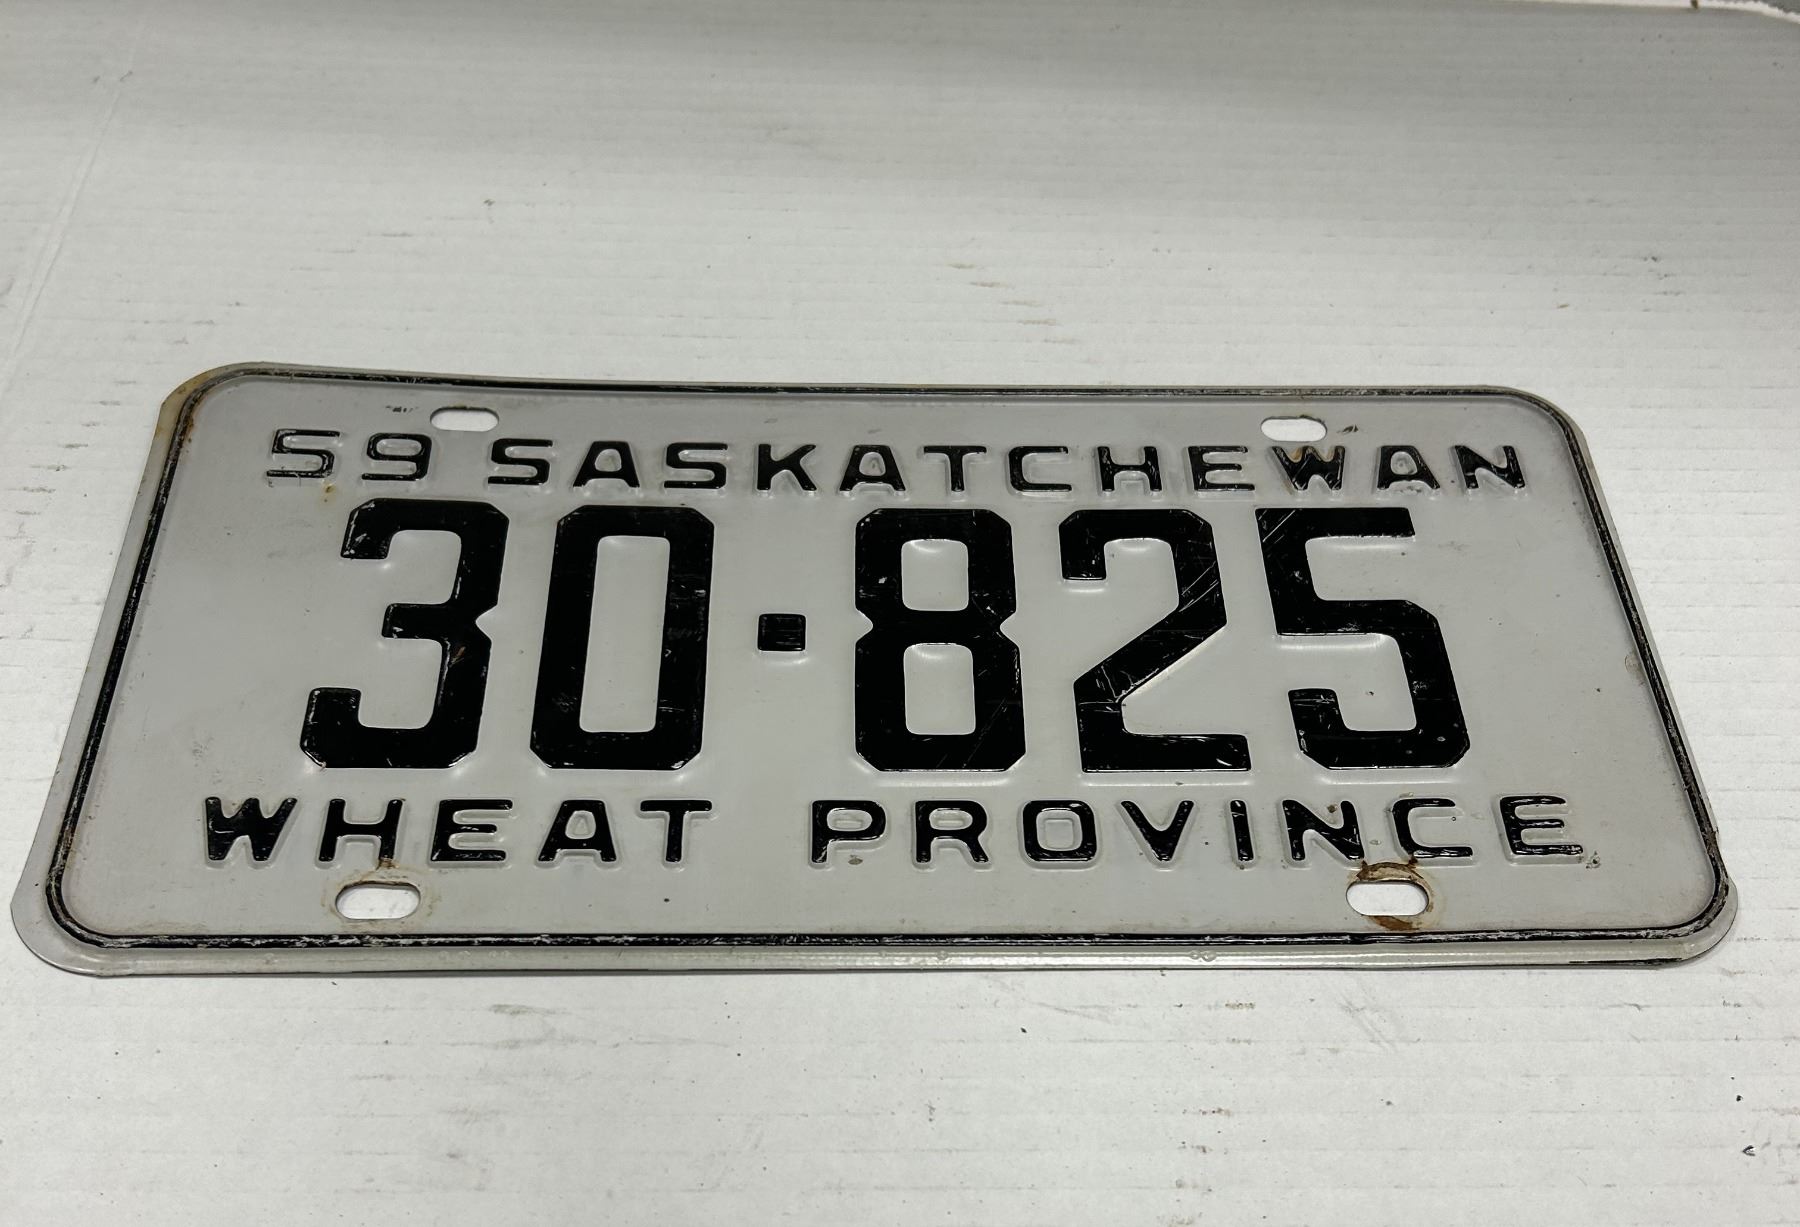 59 SASKATCHEWAN
30-825
WHEAT PROVINCE